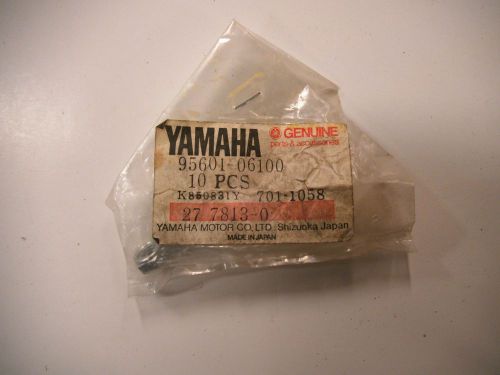 YAMAHA GENUINE
parts & accessories
95601-06100
10 PCS
K850831Y 701-1058
27 7813-0
YAMAHA MOTOR CO., LTD. Shizuoka Japan
MADE IN JAPAN